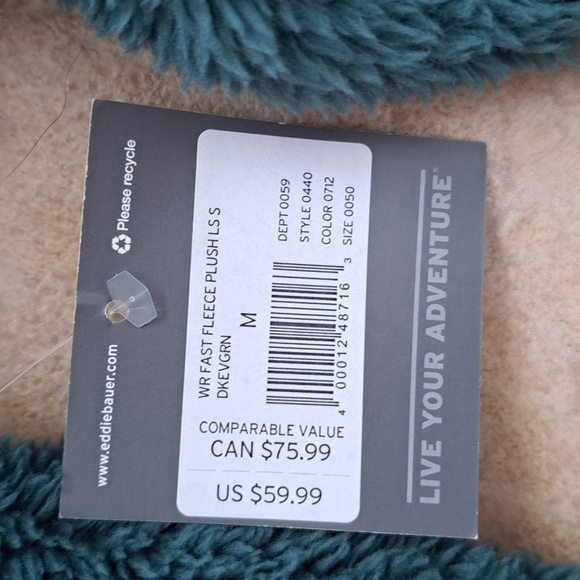 Please recycle
www.eddiebauer.com
WR FAST FLEECE PLUSH LS S
DKEVGRN
M
DEPT 0059
STYLE 0440
COLOR 0712
SIZE 0050
4 00012 48716 3
COMPARABLE VALUE
CAN $75.99
US $59.99
LIVE YOUR ADVENTURE®